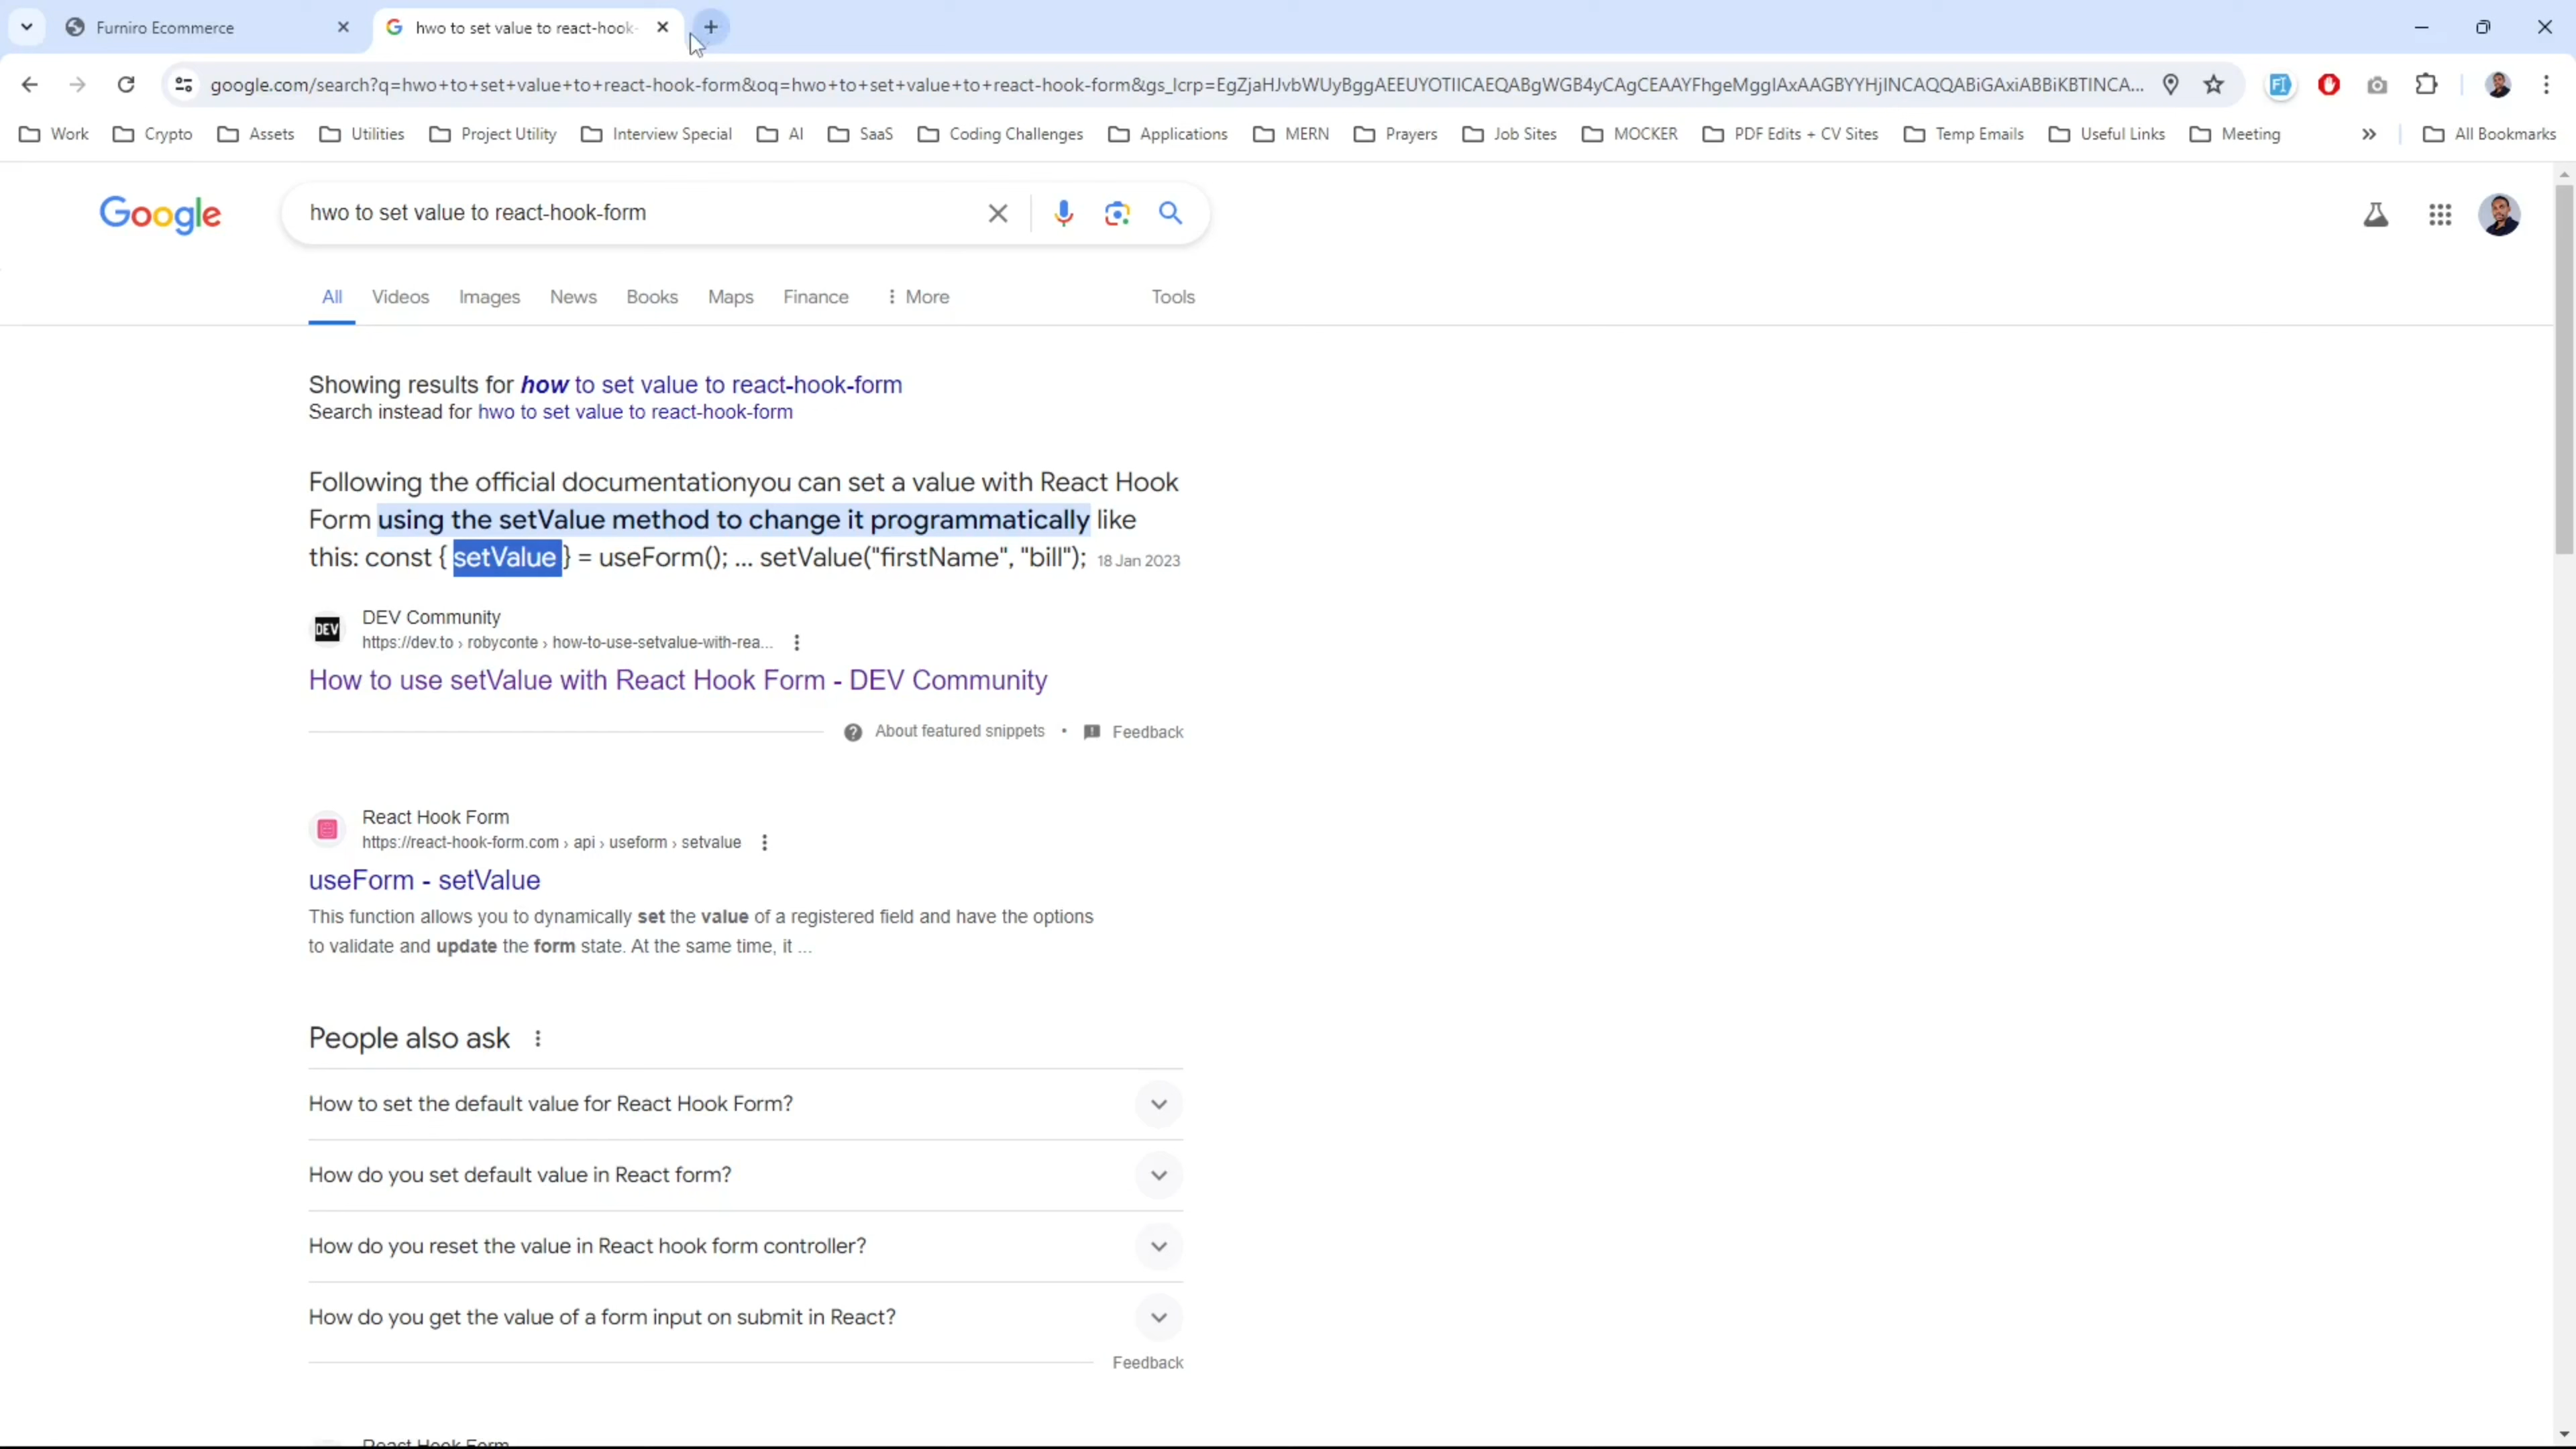 Furniro Ecommerce
hwo to set value to react-hook-
google.com/search?q=hwo+to+set+value+to+react-hook-form&oq=hwo+to+set+value+to+react-hook-form&gs_lcrp=
Work Crypto Assets Utilities Project Utility Interview Special AI SaaS Coding Challenges Applications MERN Prayers Job Sites MOCKER PDF Edits + CV Sites Temp Emails Useful Links Meeting All Bookmarks
Google
hwo to set value to react-hook-form
All Videos Images News Books Maps Finance More Tools
Showing results for how to set value to react-hook-form
Search instead for hwo to set value to react-hook-form
Following the official documentationyou can set a value with React Hook
Form using the setValue method to change it programmatically like
this: const { setValue } = useForm(); ... setValue("firstName", "bill"); 18 Jan 2023
DEV
DEV Community
https://dev.to › robyconte › how-to-use-setvalue-with-rea...
How to use setValue with React Hook Form - DEV Community
About featured snippets • Feedback
React Hook Form
https://react-hook-form.com › api › useform › setvalue
useForm - setValue
This function allows you to dynamically set the value of a registered field and have the options
to validate and update the form state. At the same time, it ...
People also ask
How to set the default value for React Hook Form?
How do you set default value in React form?
How do you reset the value in React hook form controller?
How do you get the value of a form input on submit in React?
Feedback
React Hook Form